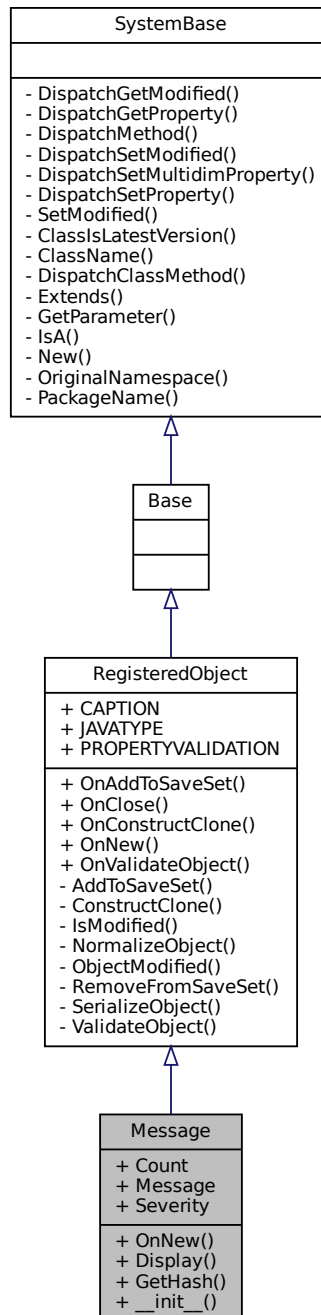 SystemBase
- DispatchGetModified()
- DispatchGetProperty()
- DispatchMethod()
- DispatchSetModified()
- DispatchSetMultidimProperty()
- DispatchSetProperty()
- SetModified()
- ClassIsLatestVersion()
- ClassName()
- DispatchClassMethod()
- Extends()
- GetParameter()
- IsA()
- New()
- OriginalNamespace()
- PackageName()
Base
RegisteredObject
+ CAPTION
+ JAVATYPE
+ PROPERTYVALIDATION
+ OnAddToSaveSet()
+ OnClose()
+ OnConstructClone()
+ OnNew()
+ OnValidateObject()
- AddToSaveSet()
- ConstructClone()
- IsModified()
- NormalizeObject()
- ObjectModified()
- RemoveFromSaveSet()
- SerializeObject()
- ValidateObject()
Message
+ Count
+ Message
+ Severity
+ OnNew()
+ Display()
+ GetHash()
+ __init__()